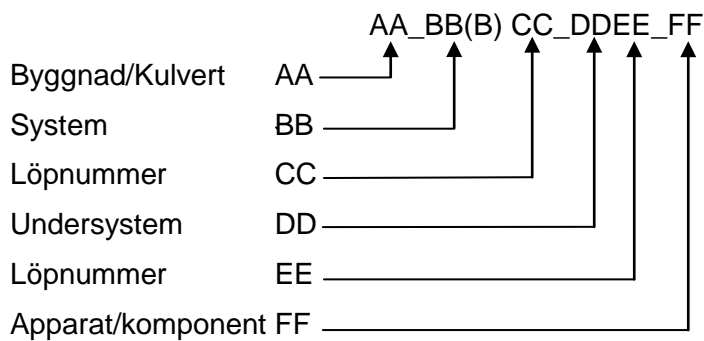 AA_BB(B) CC_DDEE_FF
Byggnad/Kulvert AA
System BB
Löpnummer CC
Undersystem DD
Löpnummer EE
Apparat/komponent FF